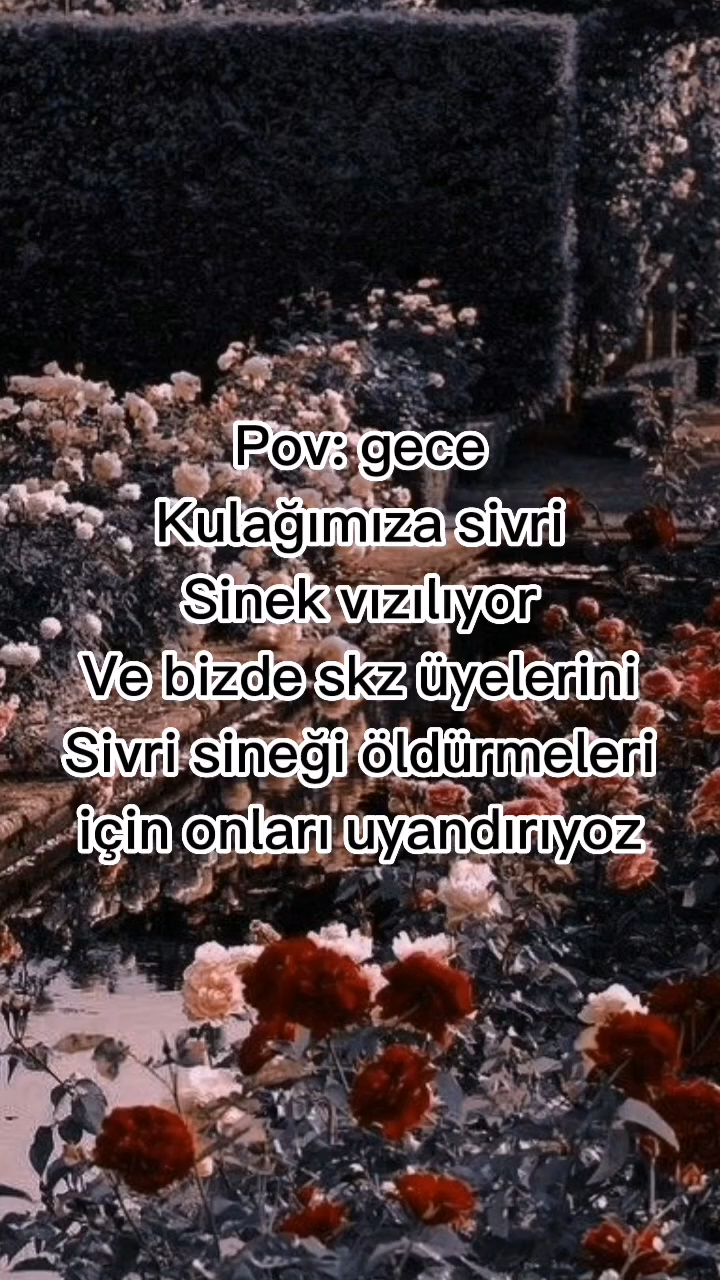 Pov: gece
Kulağımıza sivri
Sinek vızılıyor
Ve bizde skz üyelerini
Sivri sineği öldürmeleri
için onları uyandırıyoz